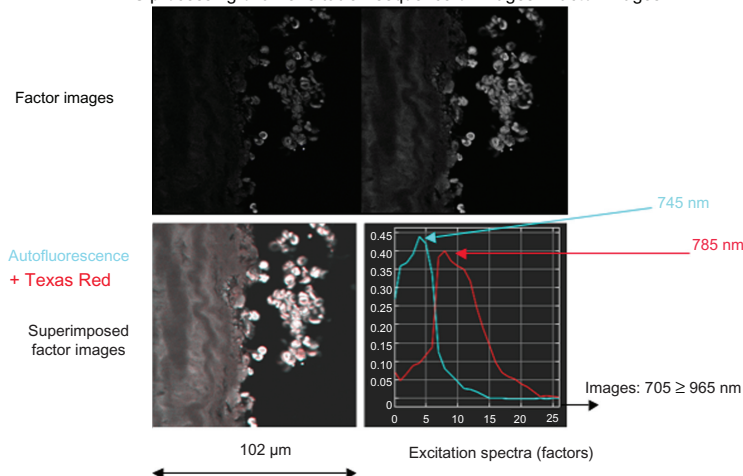 Factor images
745 nm
785 nm
Autofluorescence
+ Texas Red
Superimposed
factor images
0.45
0.40
0.35
0.30
0.25
0.20
0.15
0.10
0.05
0
0 5 10 15 20 25
Images: 705 ≥ 965 nm
102 µm
Excitation spectra (factors)